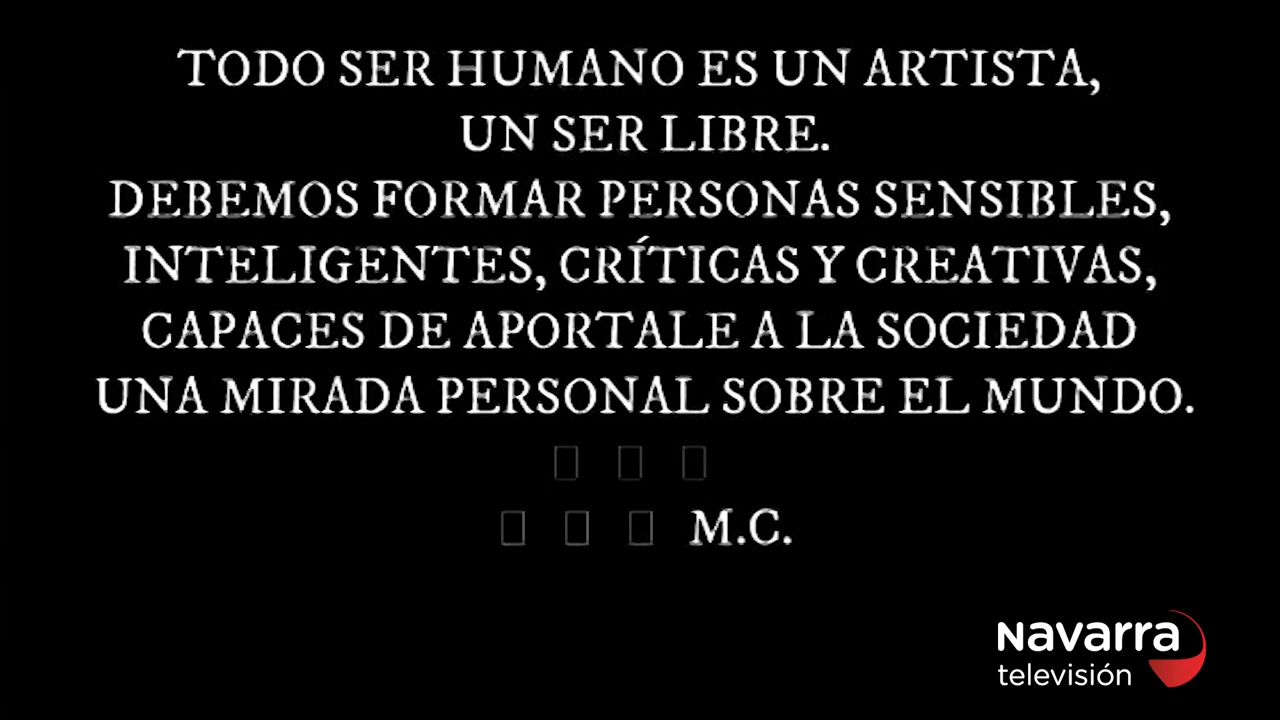 TODO SER HUMANO ES UN ARTISTA,
UN SER LIBRE.
DEBEMOS FORMAR PERSONAS SENSIBLES,
INTELIGENTES, CRÍTICAS Y CREATIVAS,
CAPACES DE APORTALE A LA SOCIEDAD
UNA MIRADA PERSONAL SOBRE EL MUNDO.
M.C.
Navarra
televisión